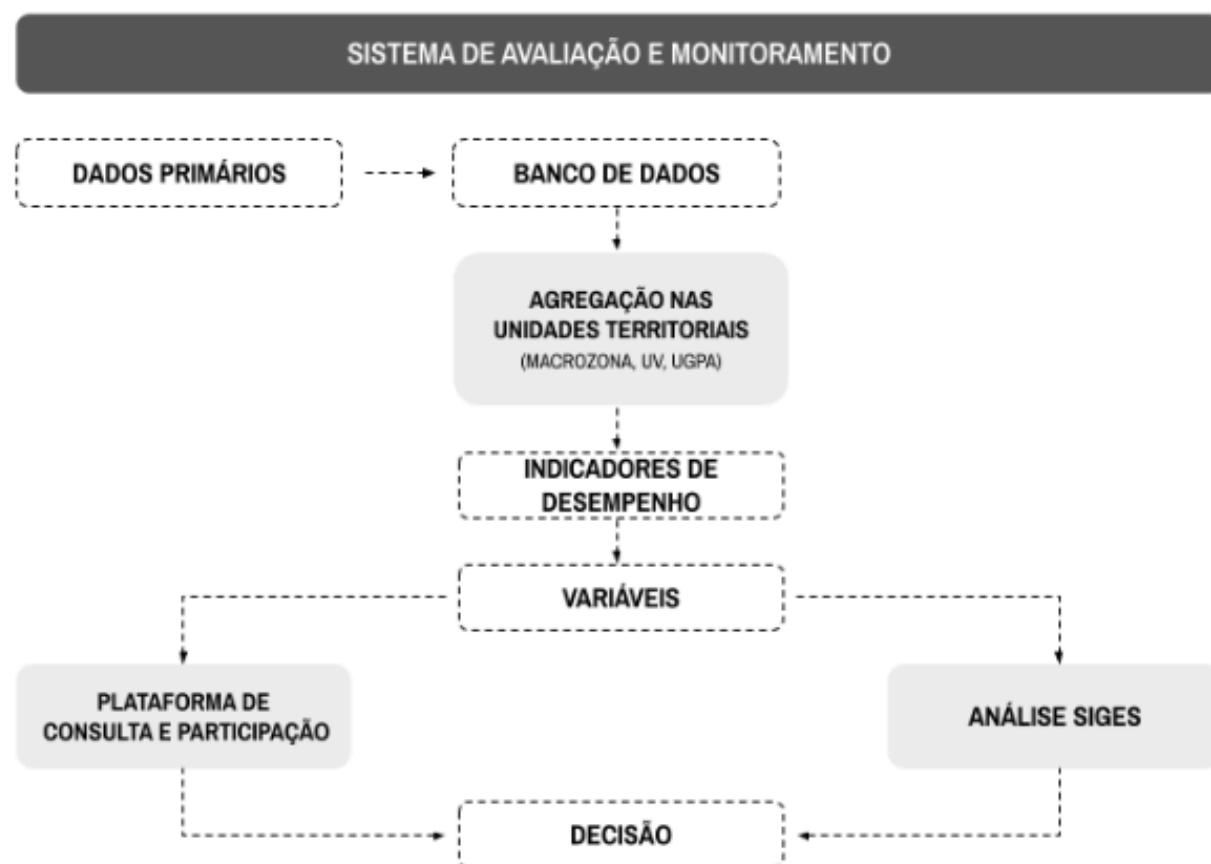 SISTEMA DE AVALIAÇÃO E MONITORAMENTO
DADOS PRIMÁRIOS
BANCO DE DADOS
AGREGAÇÃO NAS
UNIDADES TERRITORIAIS
(MACROZONA, UV, UGPA)
INDICADORES DE
DESEMPENHO
VARIÁVEIS
PLATAFORMA DE
CONSULTA E PARTICIPAÇÃO
ANÁLISE SIGES
DECISÃO